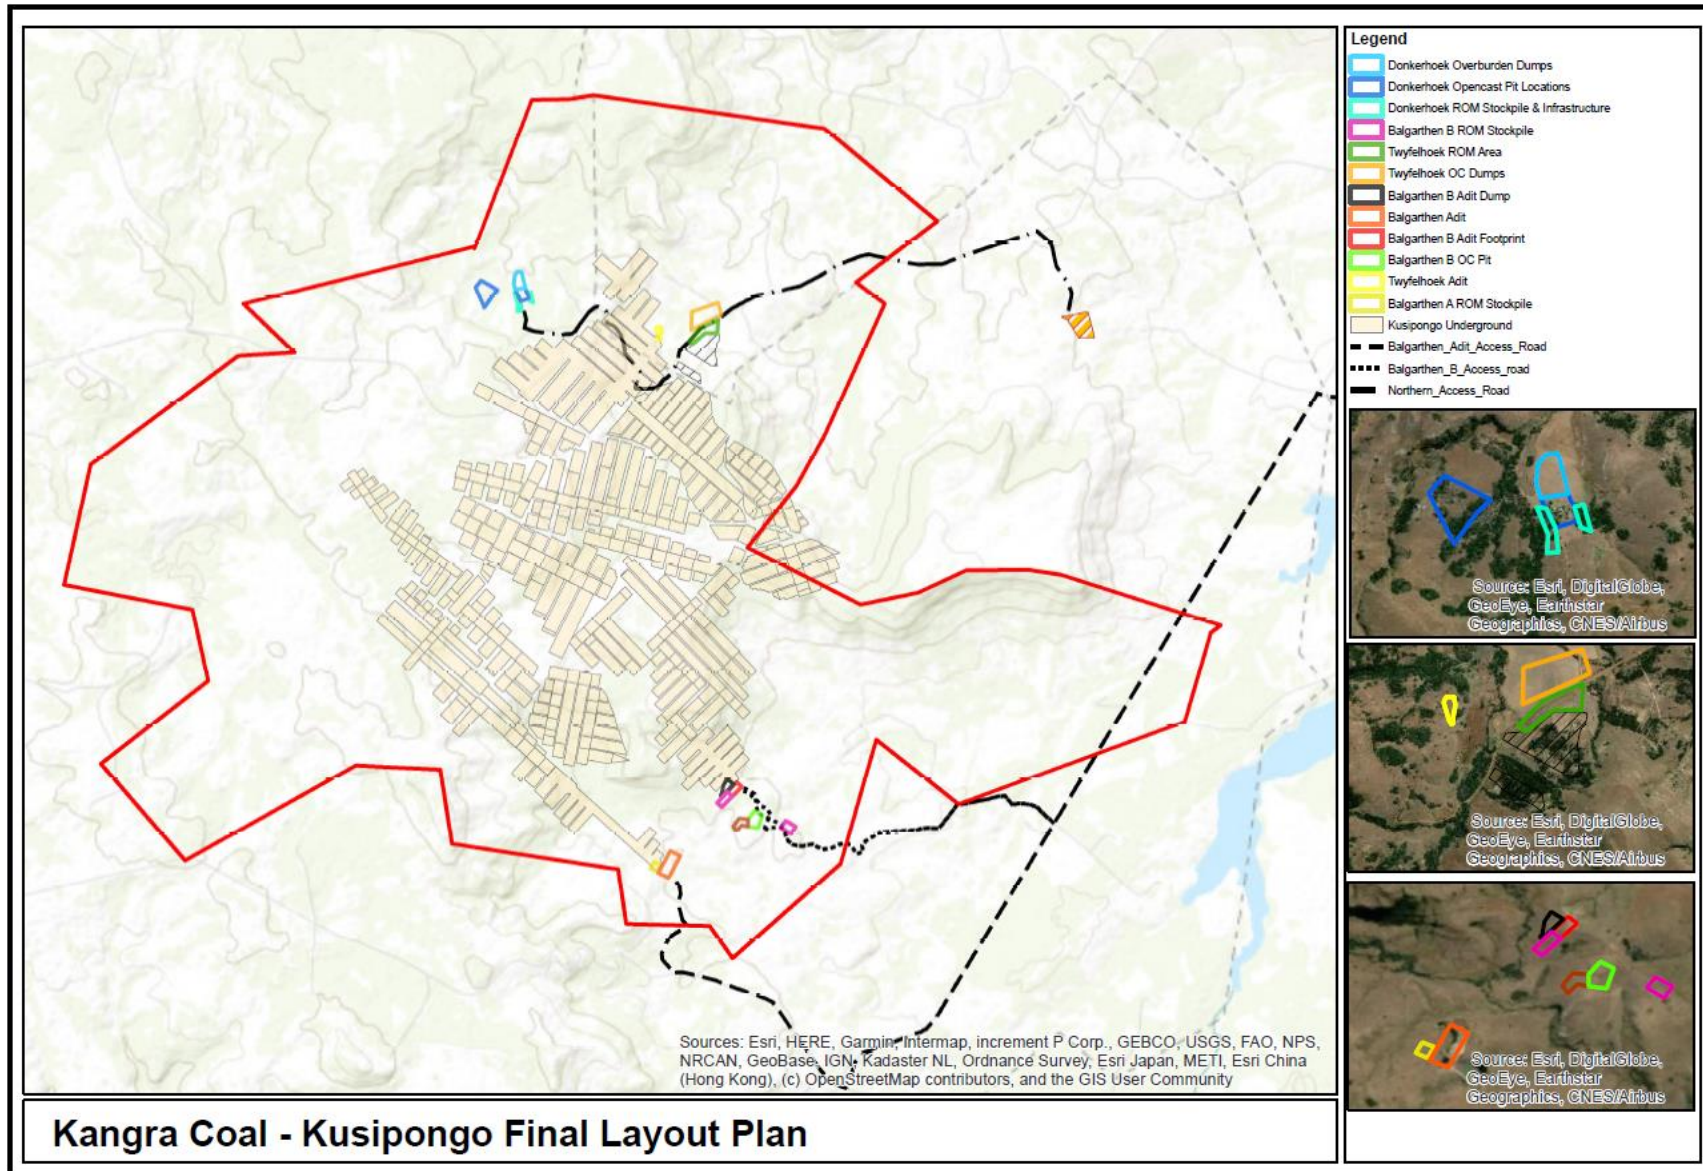 Legend
Donkerhoek Overburden Dumps
Donkerhoek Opencast Pit Locations
Donkerhoek ROM Stockpile & Infrastructure
Balgarthen B ROM Stockpile
Twyfelhoek ROM Area
Twyfelhoek OC Dumps
Balgarthen B Adit Dump
Balgarthen Adit
Balgarthen B Adit Footprint
Balgarthen B OC Pit
Twyfelhoek Adit
Balgarthen A ROM Stockpile
Kusipongo Underground
Balgarthen_Adit_Access_Road
Balgarthen_B_Access_road
Northern_Access_Road
Source: Esri, DigitalGlobe,
GeoEye, Earthstar
Geographics, CNES/Airbus
Source: Esri, DigitalGlobe,
GeoEye, Earthstar
Geographics, CNES/Airbus
Source: Esri, DigitalGlobe,
GeoEye, Earthstar
Geographics, CNES/Airbus
Sources: Esri, HERE, Garmin, Intermap, increment P Corp., GEBCO, USGS, FAO, NPS,
NRCAN, GeoBase, IGN, Kadaster NL, Ordnance Survey, Esri Japan, METI, Esri China
(Hong Kong), (c) OpenStreetMap contributors, and the GIS User Community
Kangra Coal - Kusipongo Final Layout Plan